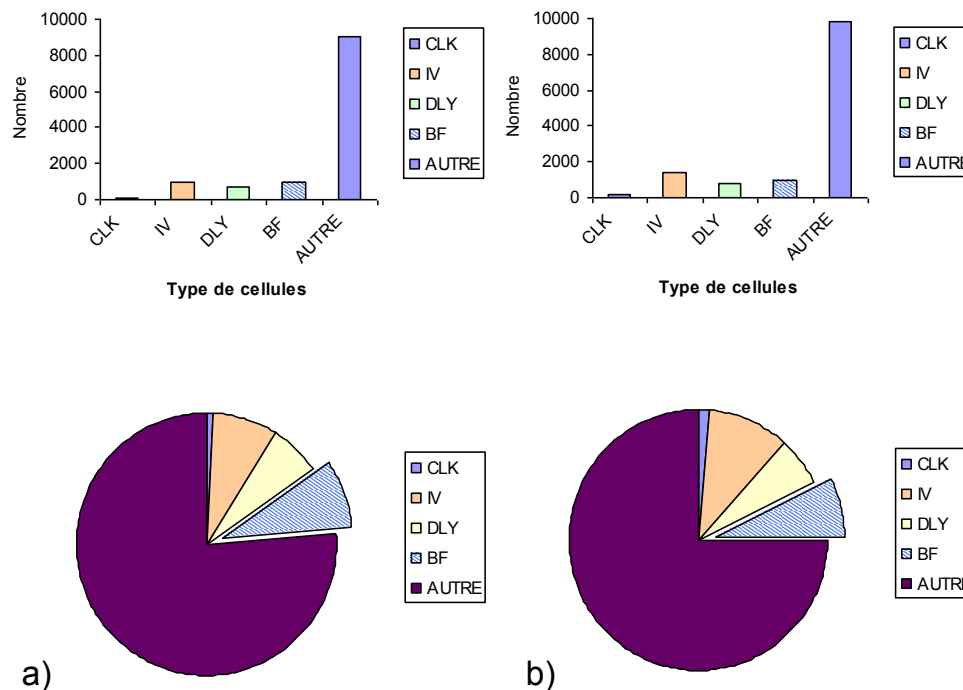 10000
8000
6000
4000
2000
0
Nombre
CLK
IV
DLY
BF
AUTRE
Type de cellules
CLK
IV
DLY
BF
AUTRE
10000
8000
6000
4000
2000
0
Nombre
CLK
IV
DLY
BF
AUTRE
Type de cellules
CLK
IV
DLY
BF
AUTRE
CLK
IV
DLY
BF
AUTRE
a)
CLK
IV
DLY
BF
AUTRE
b)